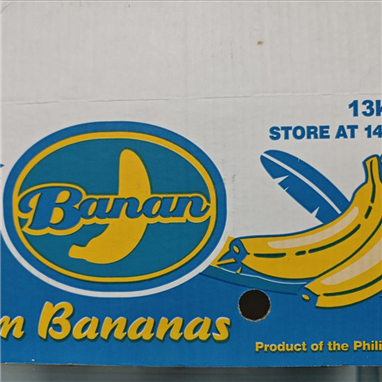 13k
STORE AT 14
Banan
m Bananas
Product of the Phili